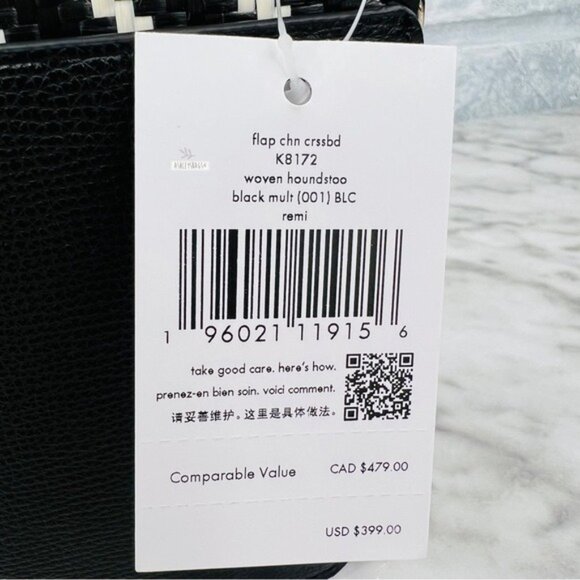 flap chn crssbd
K8172
woven houndstoo
black mult (001) BLC
remi
1 96021 11915 6
take good care. here's how.
prenez-en bien soin. voici comment.
请妥善维护。这里是具体做法。
Comparable Value CAD $479.00
USD $399.00